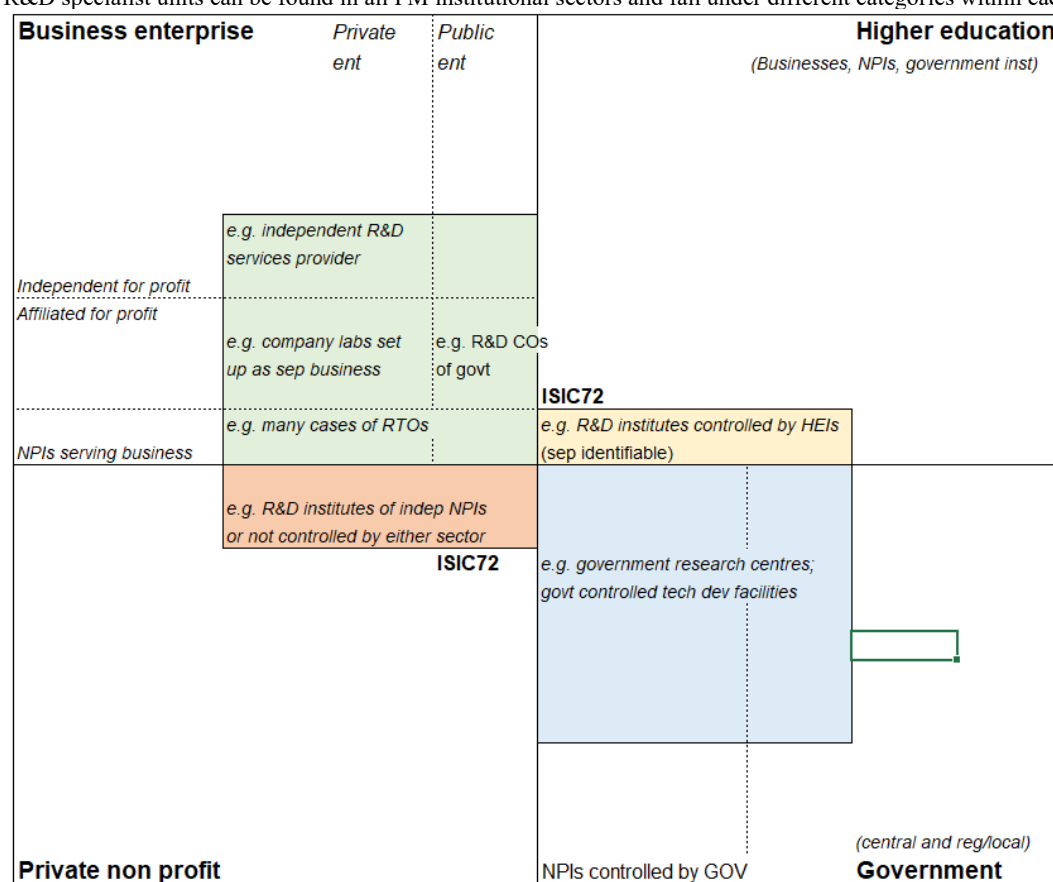 R&D specialist units can be found in all FM institutional sectors and fall under different categories within eac
Business enterprise
Private
ent
Public
ent
Higher education
(Businesses, NPIs, government inst)
e.g. independent R&D
services provider
Independent for profit
Affiliated for profit
e.g. company labs set
up as sep business
e.g. R&D COs
of govt
ISIC72
e.g. many cases of RTOs
NPIs serving business
e.g. R&D institutes controlled by HEIs
(sep identifiable)
e.g. R&D institutes of indep NPIs
or not controlled by either sector
ISIC72
e.g. government research centres;
govt controlled tech dev facilities
(central and reg/local)
Private non profit
NPIs controlled by GOV
Government